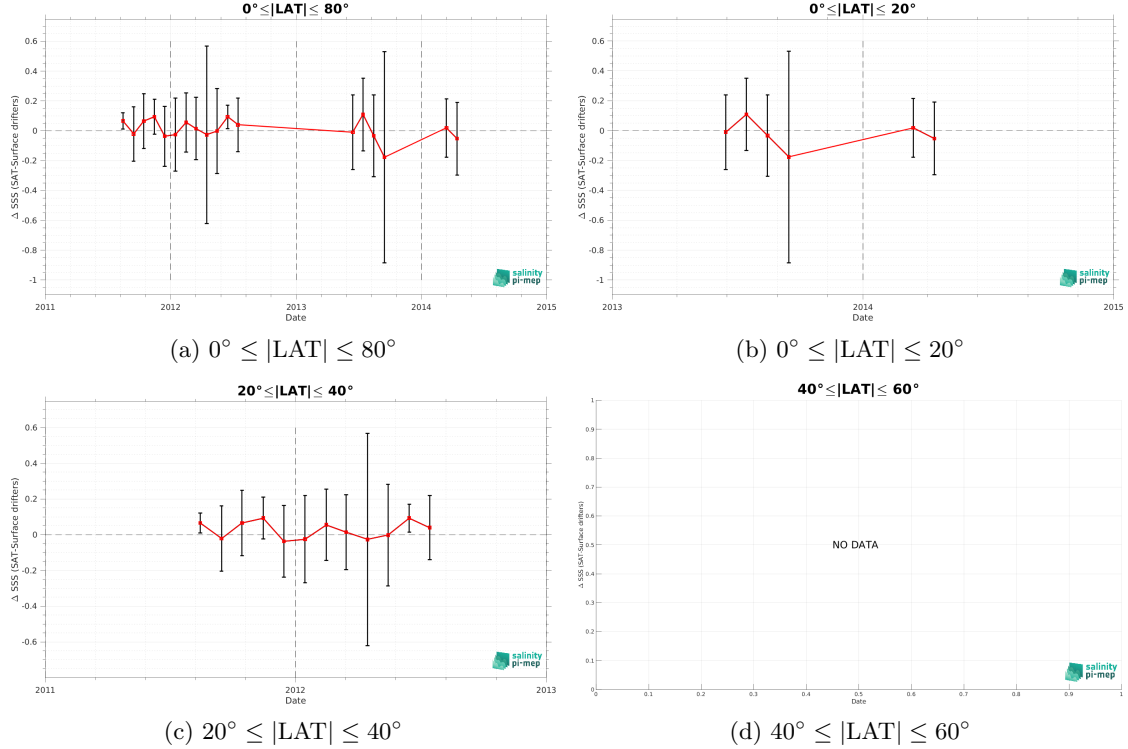 0°≤|LAT|≤ 80°
Δ SSS (SAT-Surface drifters)
0.6
0.4
0.2
0
-0.2
-0.4
-0.6
-0.8
-1
salinity
pi-mep
2011 2012 2013 2014 2015
Date
(a) 0° ≤ |LAT| ≤ 80°
0°≤|LAT|≤ 20°
Δ SSS (SAT-Surface drifters)
0.6
0.4
0.2
0
-0.2
-0.4
-0.6
-0.8
-1
salinity
pi-mep
2013 2014 2015
Date
(b) 0° ≤ |LAT| ≤ 20°
20°≤|LAT|≤ 40°
Δ SSS (SAT-Surface drifters)
0.6
0.4
0.2
0
-0.2
-0.4
-0.6
salinity
pi-mep
2011 2012 2013
Date
(c) 20° ≤ |LAT| ≤ 40°
40°≤|LAT|≤ 60°
Δ SSS (SAT-Surface drifters)
1
0.9
0.8
0.7
0.6
0.5
0.4
0.3
0.2
0.1
0
NO DATA
salinity
pi-mep
0 0.1 0.2 0.3 0.4 0.5 0.6 0.7 0.8 0.9 1
Date
(d) 40° ≤ |LAT| ≤ 60°